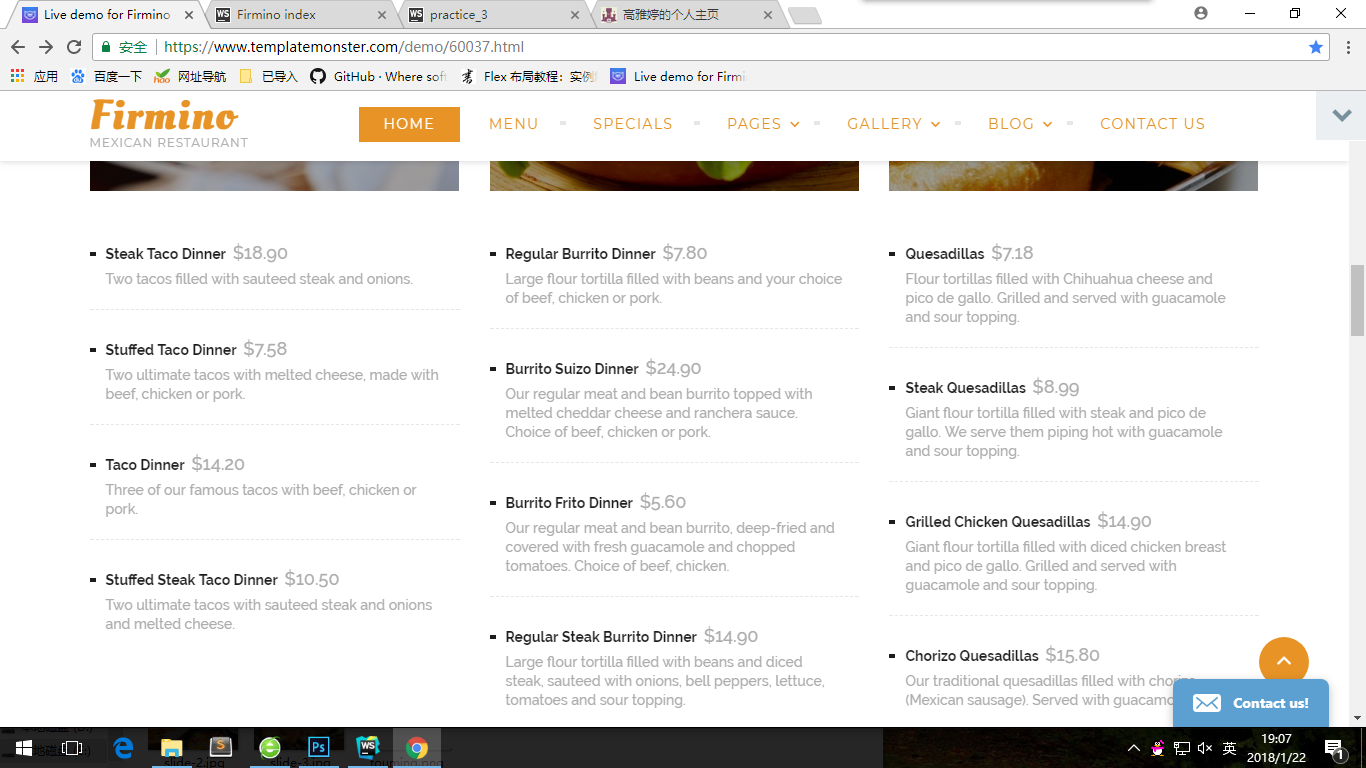 Live demo for Firmino
Firmino index
practice_3
高雅婷的个人主页
安全
https://www.templatemonster.com/demo/60037.html
应用
百度一下
网址导航
已导入
GitHub · Where soft
Flex 布局教程：实例
Live demo for Firmi
Firmino
MEXICAN RESTAURANT
HOME
MENU
SPECIALS
PAGES
GALLERY
BLOG
CONTACT US
Steak Taco Dinner $18.90
Two tacos filled with sauteed steak and onions.
Stuffed Taco Dinner $7.58
Two ultimate tacos with melted cheese, made with
beef, chicken or pork.
Taco Dinner $14.20
Three of our famous tacos with beef, chicken or
pork.
Stuffed Steak Taco Dinner $10.50
Two ultimate tacos with sauteed steak and onions
and melted cheese.
Regular Burrito Dinner $7.80
Large flour tortilla filled with beans and your choice
of beef, chicken or pork.
Burrito Suizo Dinner $24.90
Our regular meat and bean burrito topped with
melted cheddar cheese and ranchera sauce.
Choice of beef, chicken or pork.
Burrito Frito Dinner $5.60
Our regular meat and bean burrito, deep-fried and
covered with fresh guacamole and chopped
tomatoes. Choice of beef, chicken.
Regular Steak Burrito Dinner $14.90
Large flour tortilla filled with beans and diced
steak, sauteed with onions, bell peppers, lettuce,
tomatoes and sour topping.
Quesadillas $7.18
Flour tortillas filled with Chihuahua cheese and
pico de gallo. Grilled and served with guacamole
and sour topping.
Steak Quesadillas $8.99
Giant flour tortilla filled with steak and pico de
gallo. We serve them piping hot with guacamole
and sour topping.
Grilled Chicken Quesadillas $14.90
Giant flour tortilla filled with diced chicken breast
and pico de gallo. Grilled and served with
guacamole and sour topping.
Chorizo Quesadillas $15.80
Our traditional quesadillas filled with chorizo
(Mexican sausage). Served with guacamo
Contact us!
slide-2.jpg
slide-3.jpg
英
19:07
2018/1/22
1